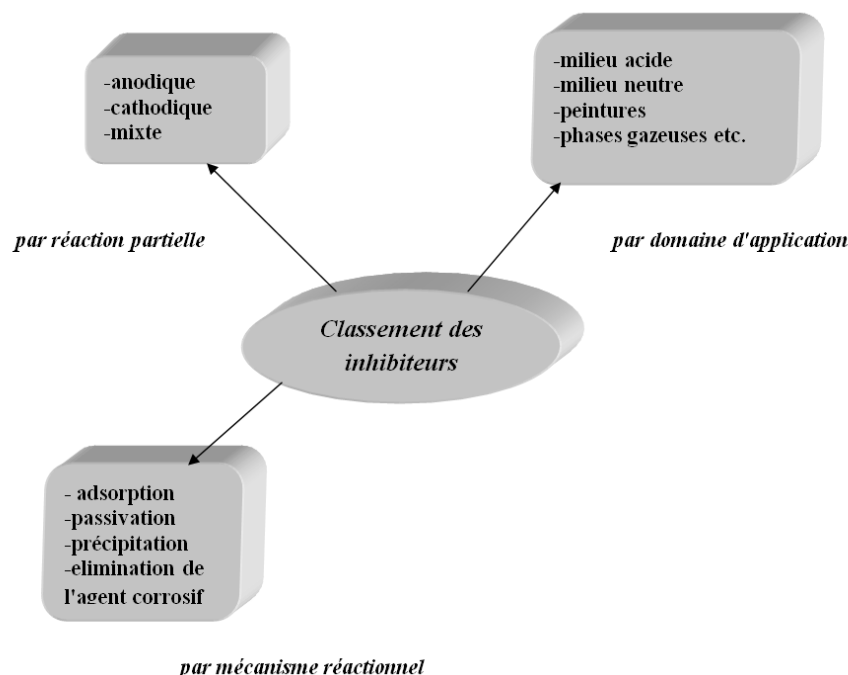 -anodique
-cathodique
-mixte
-milieu acide
-milieu neutre
-peintures
-phases gazeuses etc.
par réaction partielle
par domaine d'application
Classement des
inhibiteurs
- adsorption
-passivation
-précipitation
-elimination de
l'agent corrosif
par mécanisme réactionnel